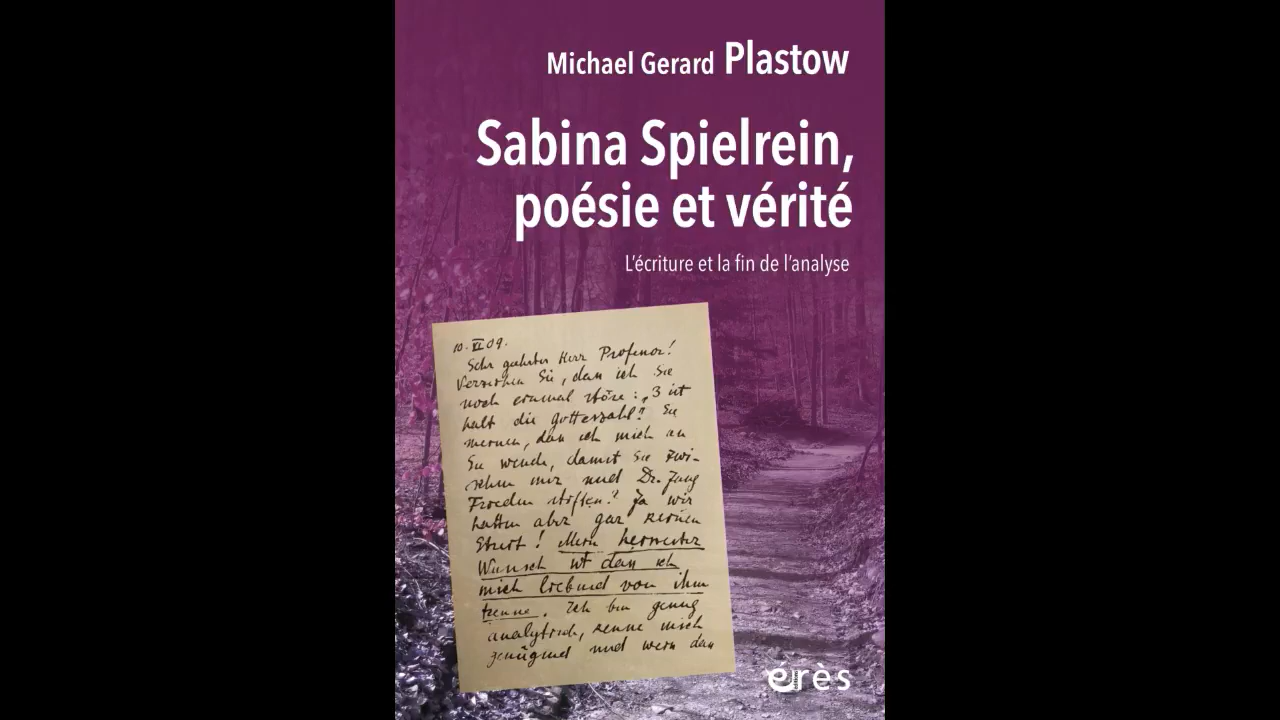 Michael Gerard Plastow
Sabina Spielrein,
poésie et vérité
L'écriture et la fin de l'analyse
10. VI 09.
Sehr geehrter Herr Professor!
Verzeihen Sie, dass ich Sie
noch einmal störe: „3 ist
halt die Gotteszahl“! Sie
meinen, dass ich mich an
Sie wende, damit Sie zwi-
schen mir und Dr. Jung
Frieden stiften? Ja wir
hatten aber gar keinen
Streit! Mein
Wunsch ist dass ich
mich liebend von ihm
trenne. Ich bin genug
analytisch, kenne mich
genügend und weiss dass
érès